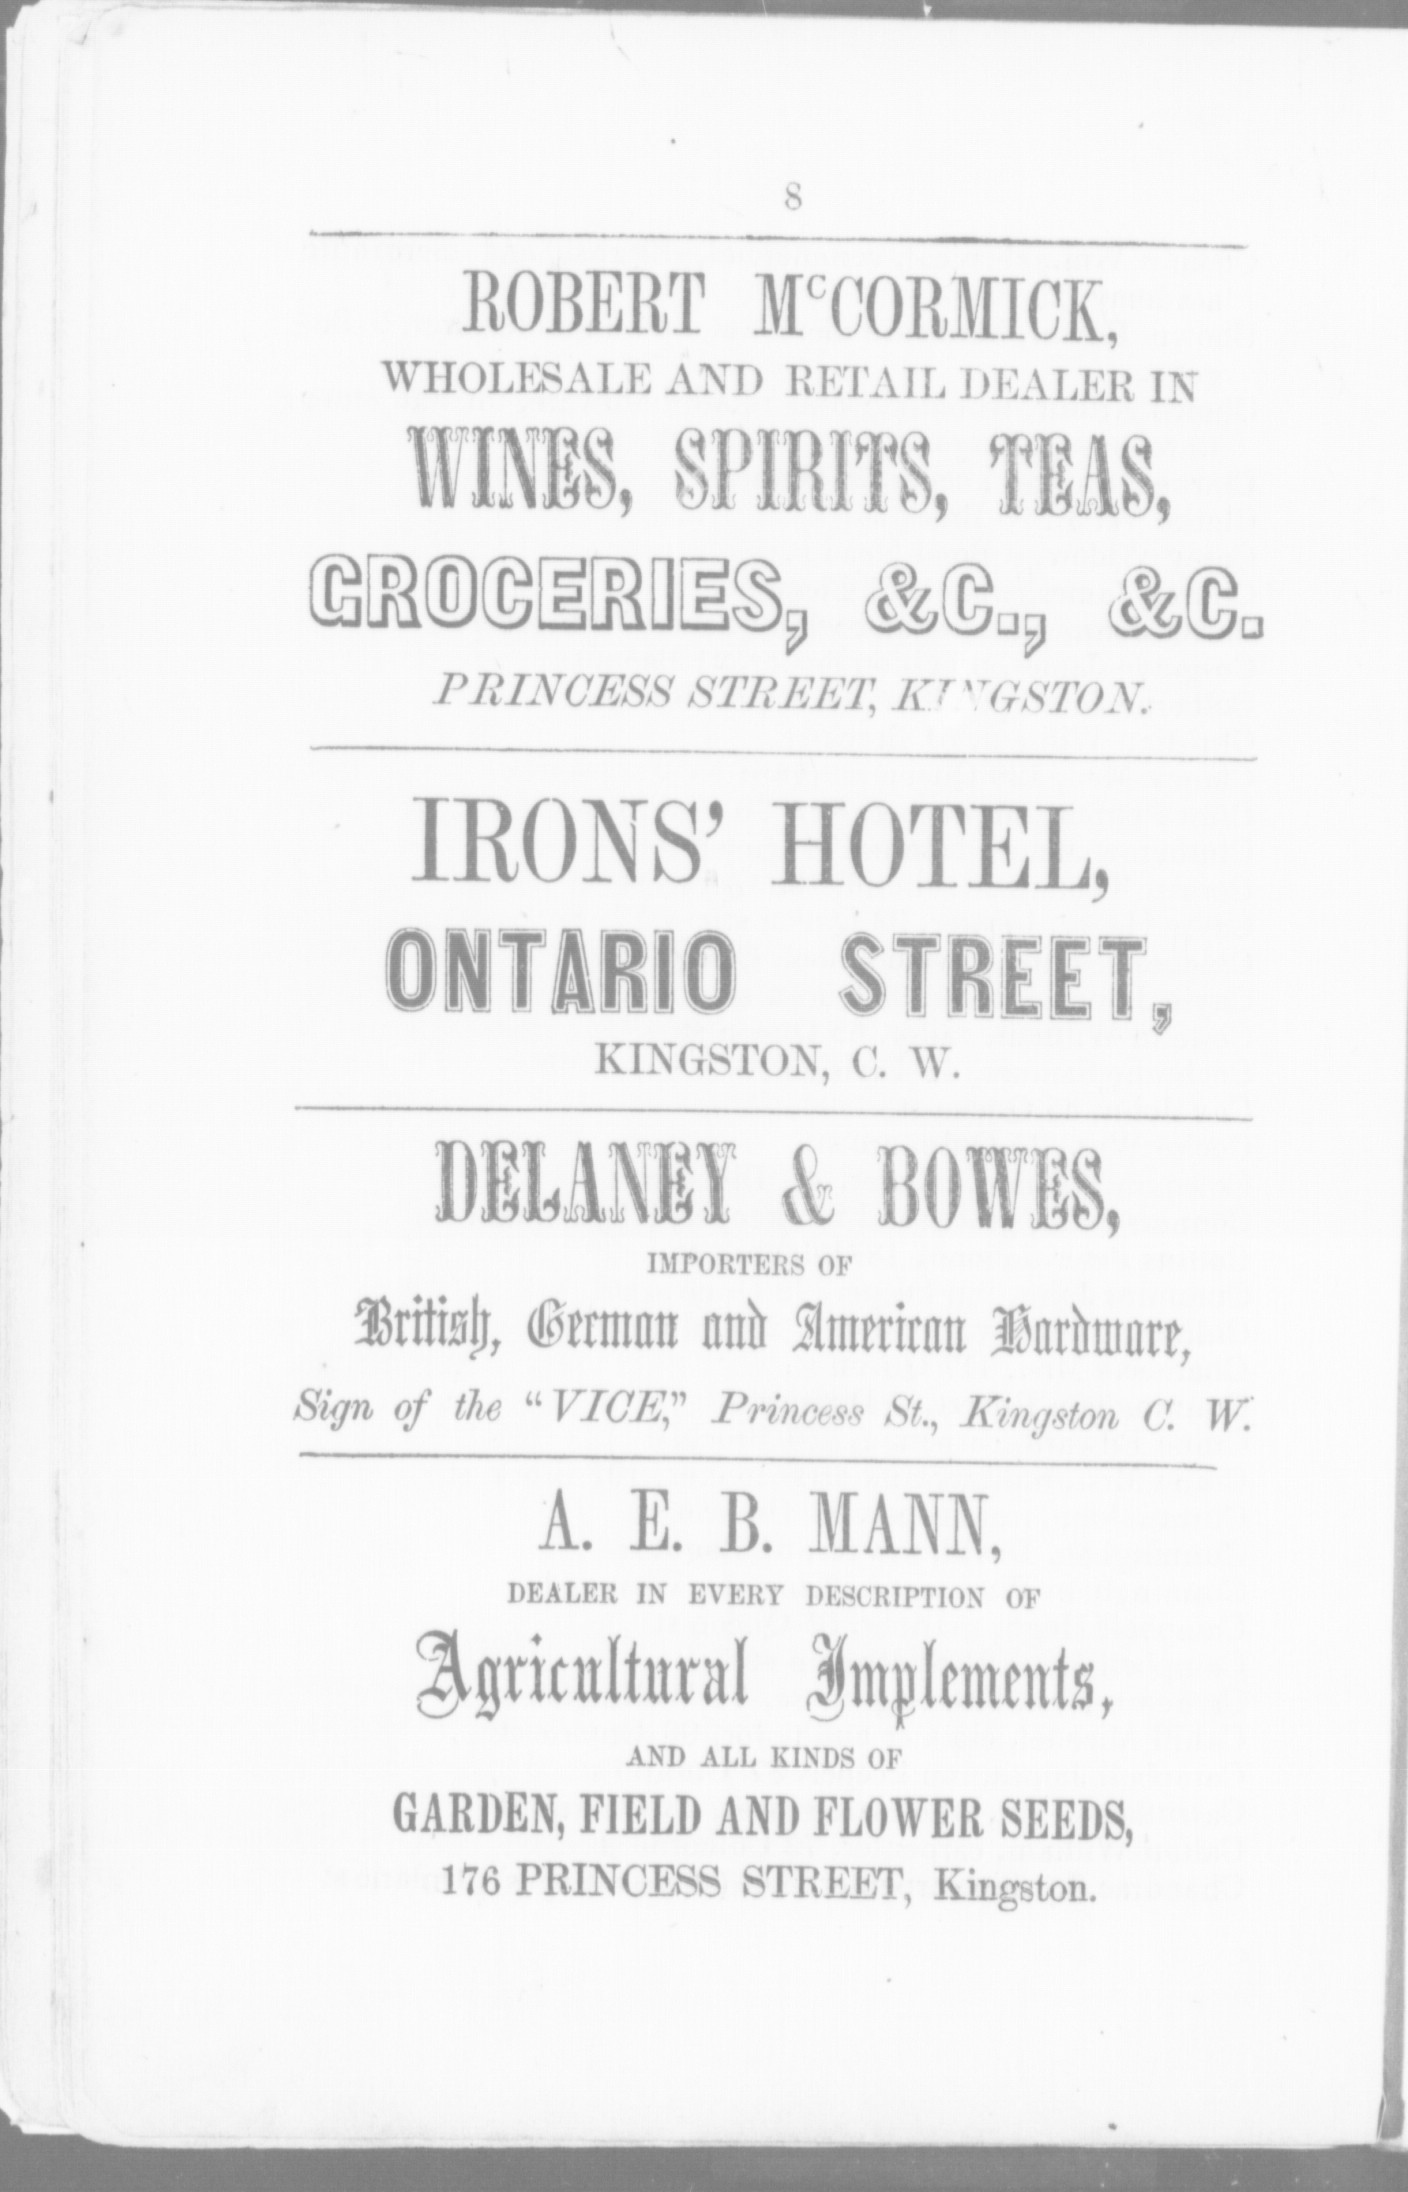 8
ROBERT McCORMICK,
WHOLESALE AND RETAIL DEALER IN
WINES, SPIRITS, TEAS,
GROCERIES, &C., &C.
PRINCESS STREET, KINGSTON.
IRONS' HOTEL,
ONTARIO STREET,
KINGSTON, C. W.
DELANEY & BOWES,
IMPORTERS OF
British, German and American Hardware,
Sign of the "VICE," Princess St., Kingston C. W.
A. E. B. MANN,
DEALER IN EVERY DESCRIPTION OF
Agricultural Implements,
AND ALL KINDS OF
GARDEN, FIELD AND FLOWER SEEDS,
176 PRINCESS STREET, Kingston.